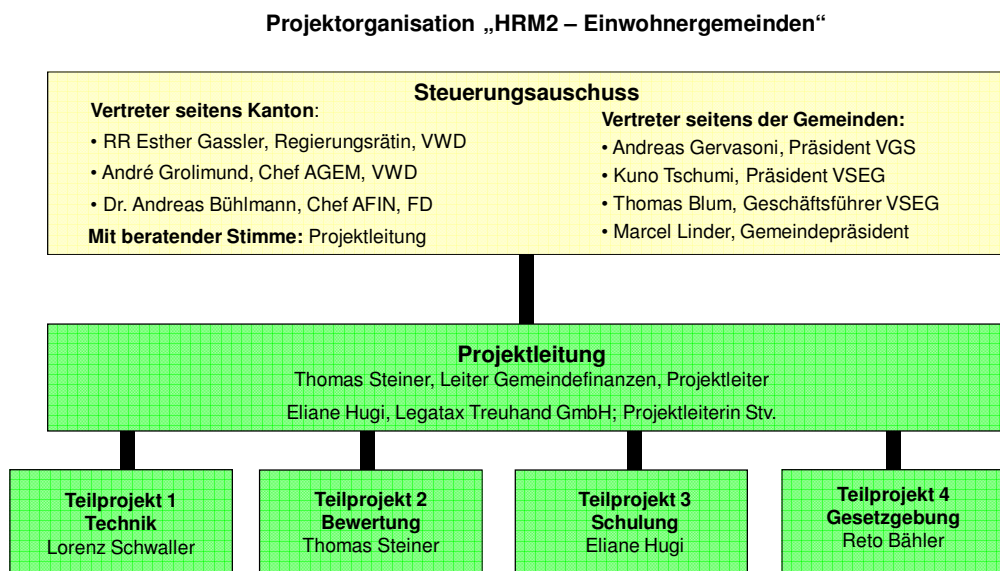 Projektorganisation „HRM2 – Einwohnergemeinden“
Steuerungsauschuss
Vertreter seitens Kanton:
• RR Esther Gassler, Regierungsrätin, VWD
• André Grolimund, Chef AGEM, VWD
• Dr. Andreas Bühlmann, Chef AFIN, FD
Mit beratender Stimme: Projektleitung
Vertreter seitens der Gemeinden:
• Andreas Gervasoni, Präsident VGS
• Kuno Tschumi, Präsident VSEG
• Thomas Blum, Geschäftsführer VSEG
• Marcel Linder, Gemeindepräsident
Projektleitung
Thomas Steiner, Leiter Gemeindefinanzen, Projektleiter
Eliane Hugi, Legatax Treuhand GmbH; Projektleiterin Stv.
Teilprojekt 1
Technik
Lorenz Schwaller
Teilprojekt 2
Bewertung
Thomas Steiner
Teilprojekt 3
Schulung
Eliane Hugi
Teilprojekt 4
Gesetzgebung
Reto Bähler